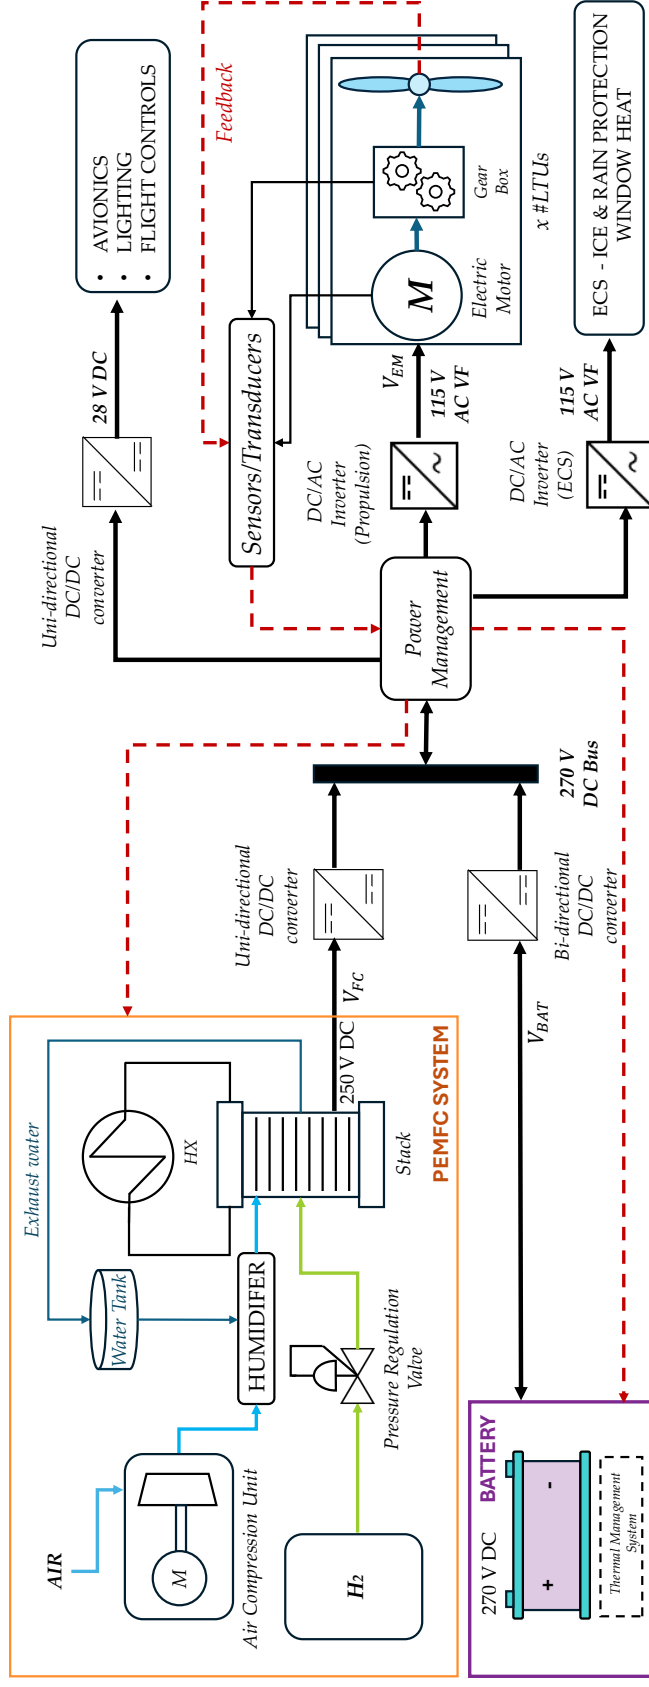 AIR
M
Air Compression Unit
H2
Exhaust water
Water Tank
HUMIDIFER
Pressure Regulation
Valve
HX
Stack
250 V DC
PEMFC SYSTEM
V_FC
Uni-directional
DC/DC
converter
BATTERY
270 V DC
+
-
Thermal Management
System
V_BAT
Bi-directional
DC/DC
converter
270 V
DC Bus
Power
Management
Uni-directional
DC/DC
converter
28 V DC
• AVIONICS
• LIGHTING
• FLIGHT CONTROLS
Sensors/Transducers
Feedback
DC/AC
Inverter
(Propulsion)
V_EM
115 V
AC VF
M
Electric
Motor
Gear
Box
x #LTUs
DC/AC
Inverter
(ECS)
115 V
AC VF
ECS - ICE & RAIN PROTECTION
WINDOW HEAT